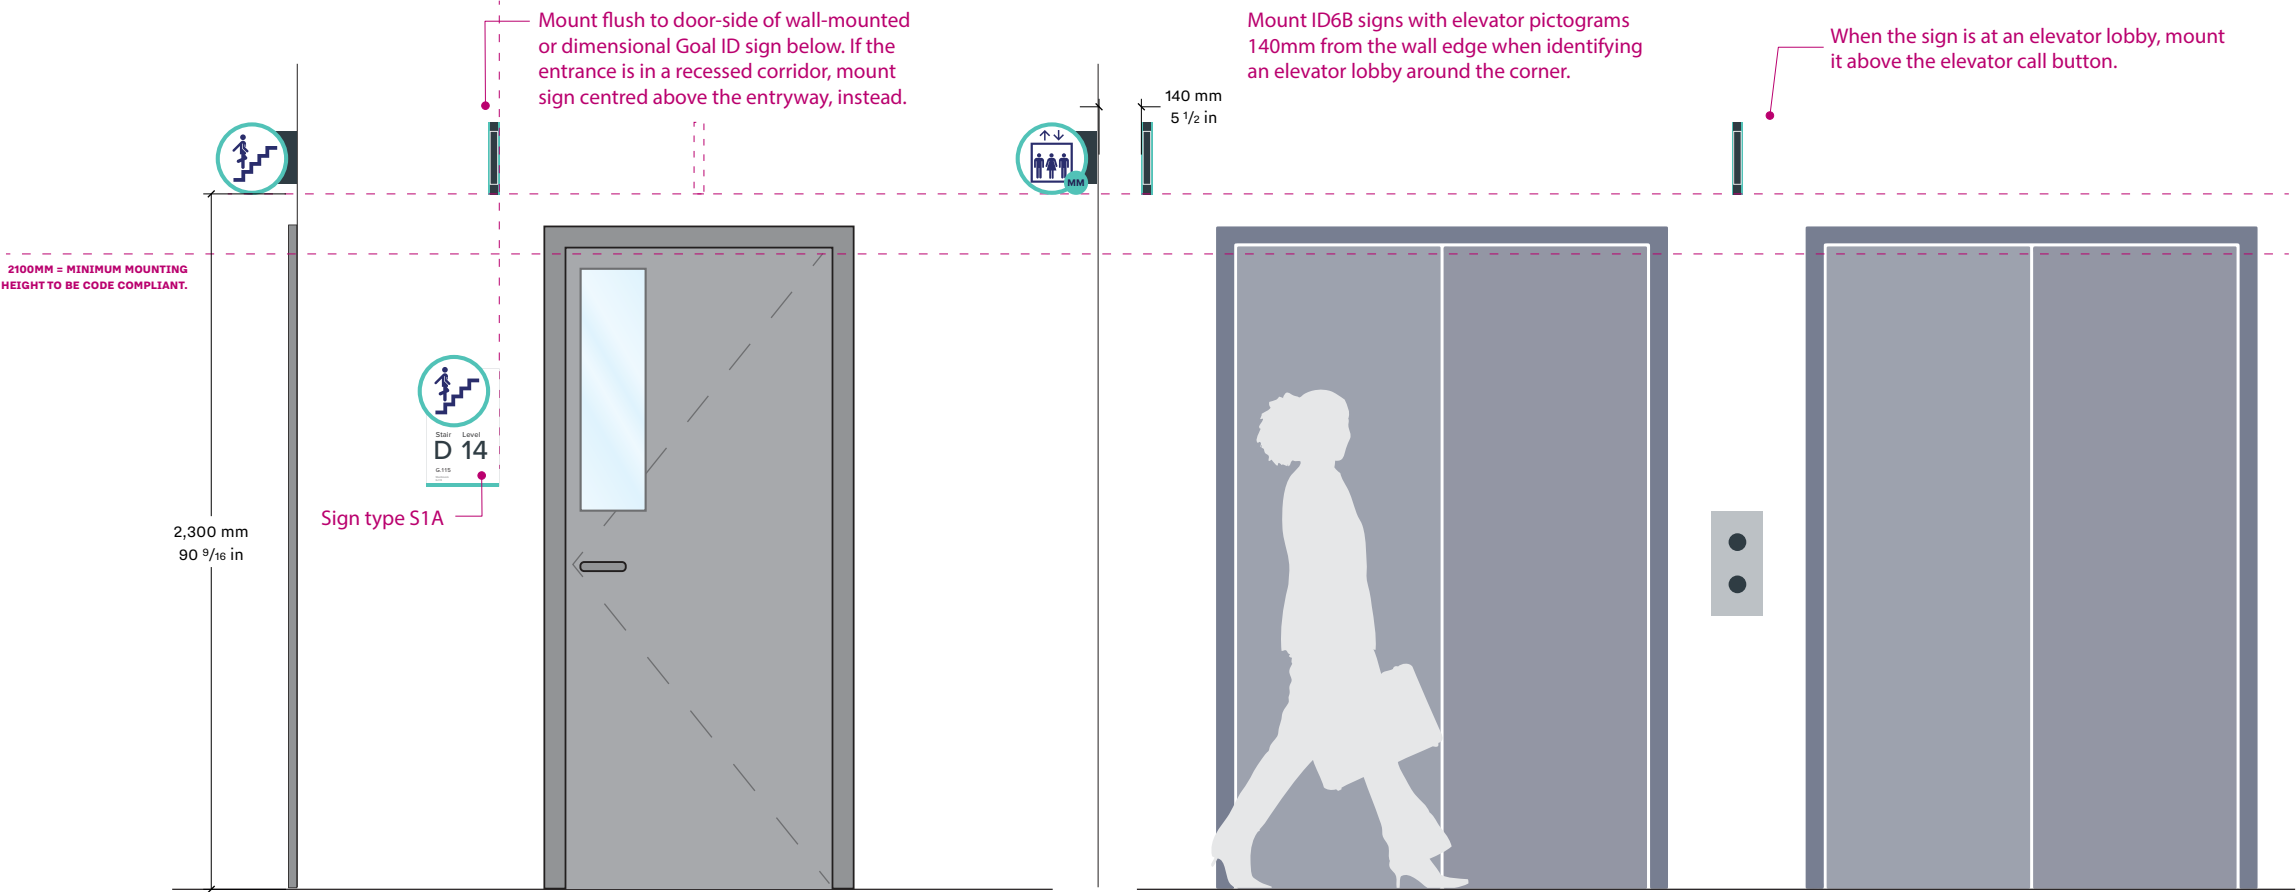 Mount flush to door-side of wall-mounted
or dimensional Goal ID sign below. If the
entrance is in a recessed corridor, mount
sign centred above the entryway, instead.
Mount ID6B signs with elevator pictograms
140mm from the wall edge when identifying
an elevator lobby around the corner.
When the sign is at an elevator lobby, mount
it above the elevator call button.
140 mm
5 1/2 in
MM
2100MM = MINIMUM MOUNTING
HEIGHT TO BE CODE COMPLIANT.
Stair Level
D 14
G.115
Sign type S1A
2,300 mm
90 9/16 in